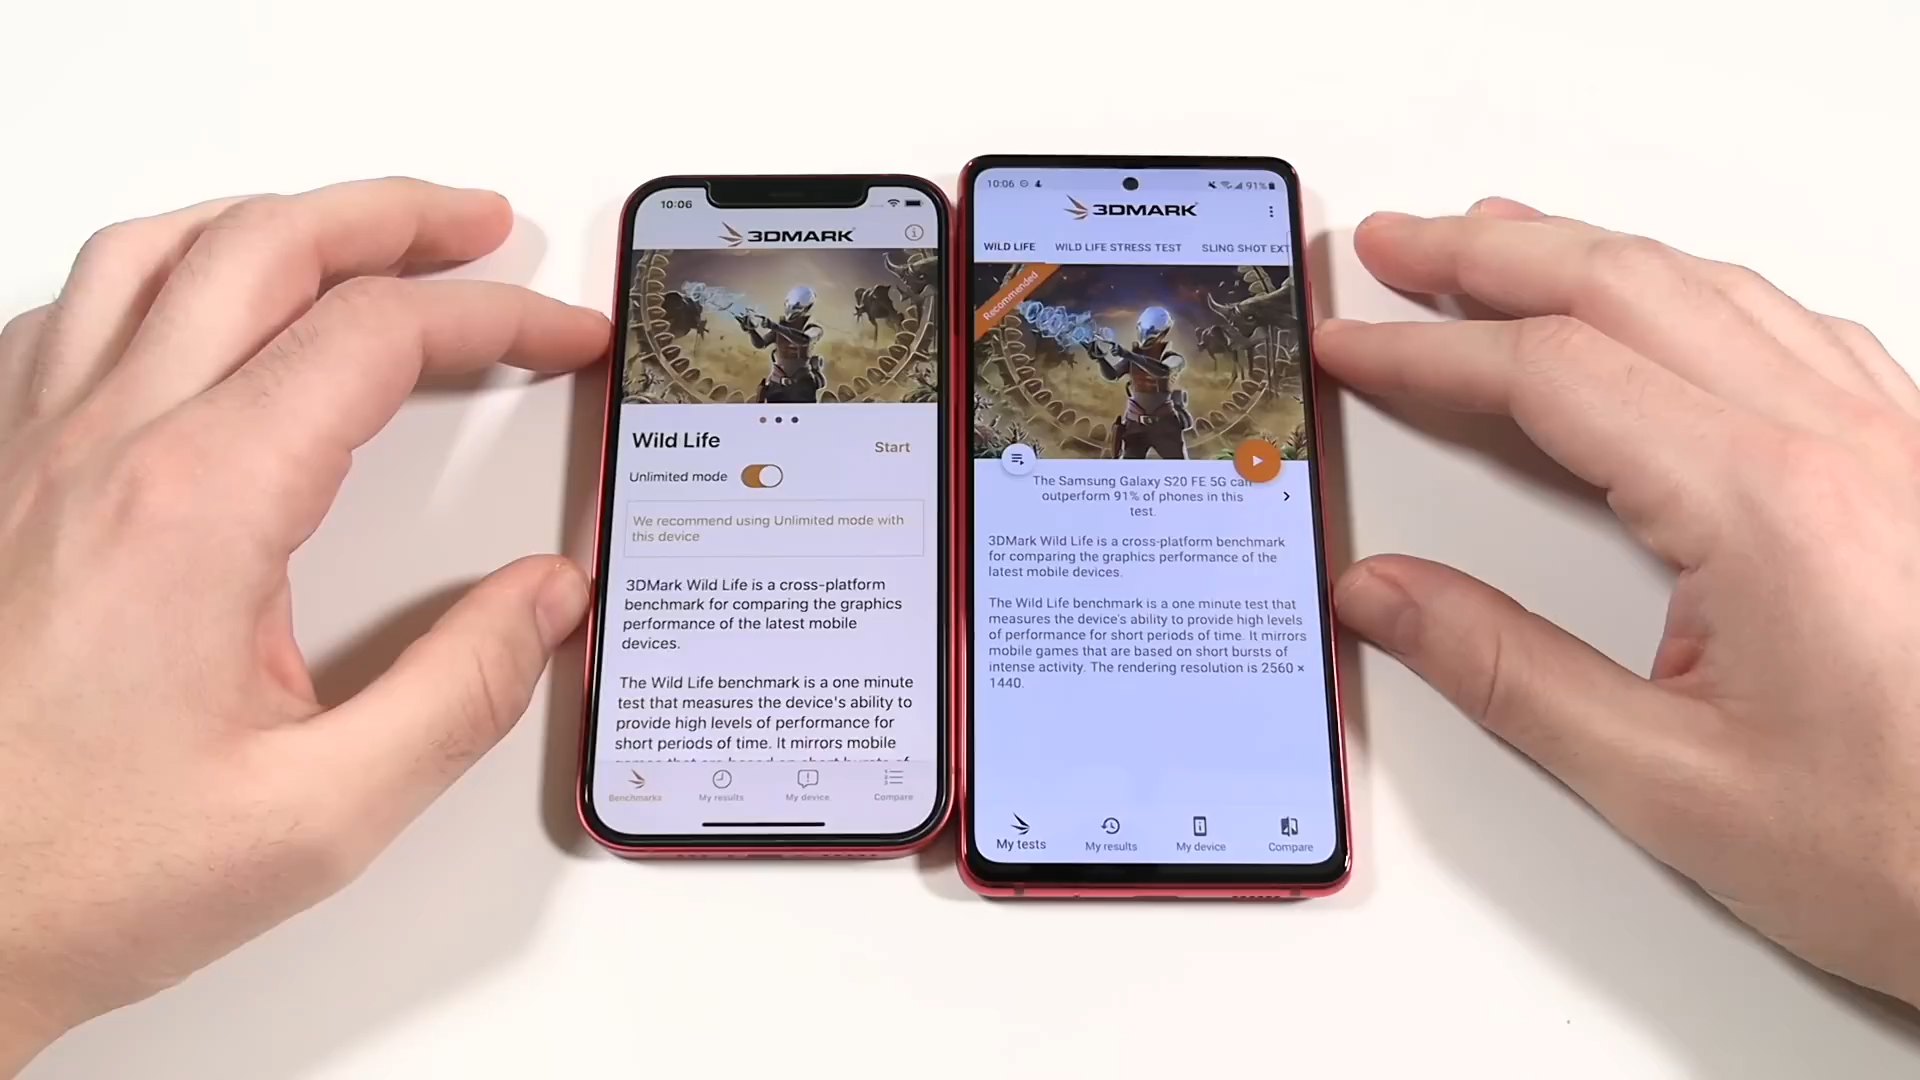 10:06
3DMARK
Wild Life
Start
Unlimited mode
We recommend using Unlimited mode with
this device
3DMark Wild Life is a cross-platform
benchmark for comparing the graphics
performance of the latest mobile
devices.
The Wild Life benchmark is a one minute
test that measures the device's ability to
provide high levels of performance for
short periods of time. It mirrors mobile
games that are based on short bursts of
Benchmarks
My results
My device
Compare
10:06
91%
3DMARK
WILD LIFE
WILD LIFE STRESS TEST
SLING SHOT EXT
Recommended
The Samsung Galaxy S20 FE 5G can
outperform 91% of phones in this
test.
3DMark Wild Life is a cross-platform benchmark
for comparing the graphics performance of the
latest mobile devices.
The Wild Life benchmark is a one minute test that
measures the device's ability to provide high levels
of performance for short periods of time. It mirrors
mobile games that are based on short bursts of
intense activity. The rendering resolution is 2560 ×
1440.
My tests
My results
My device
Compare